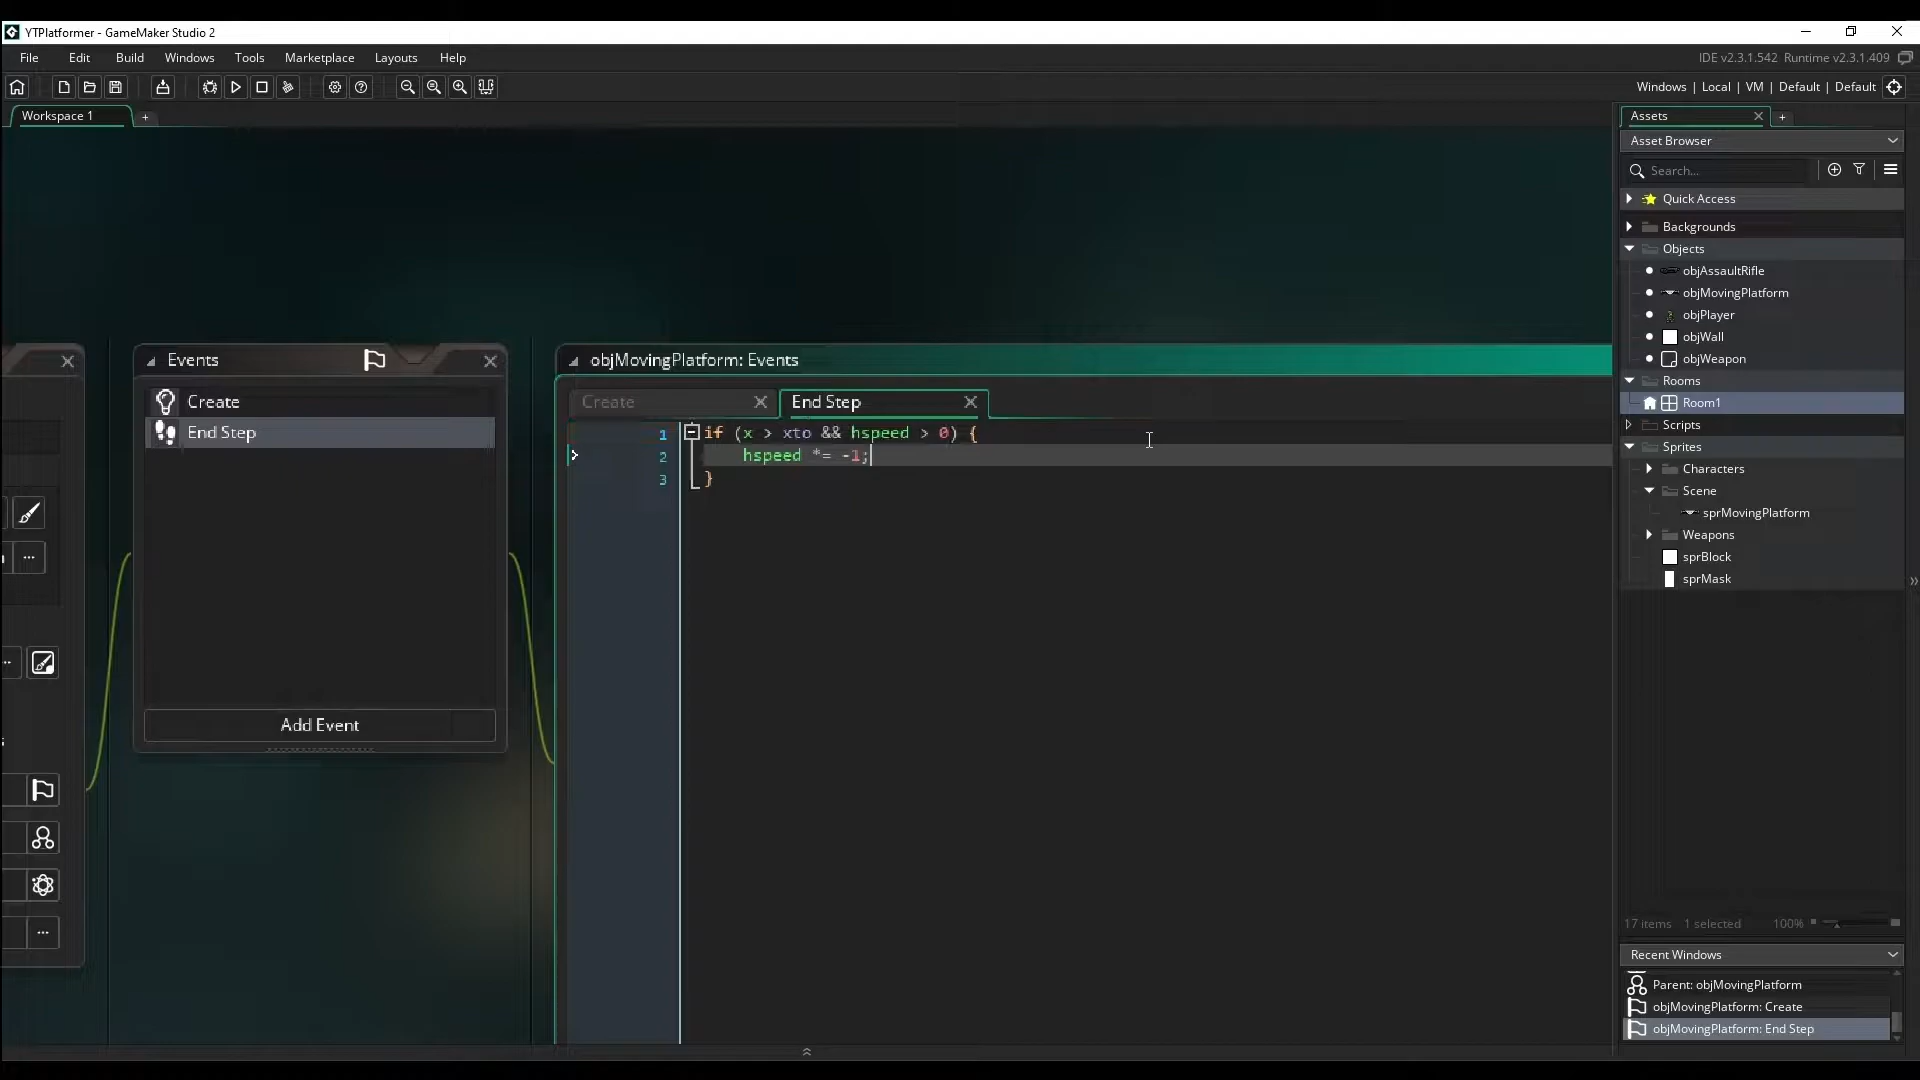 YTPlatformer - GameMaker Studio 2
File Edit Build Windows Tools Marketplace Layouts Help
IDE v2.3.1.542 Runtime v2.3.1.409
Windows | Local | VM | Default | Default
Workspace 1
+
Assets
+
Asset Browser
Search...
Quick Access
Backgrounds
Objects
objAssaultRifle
objMovingPlatform
objPlayer
objWall
objWeapon
Rooms
Room1
Scripts
Sprites
Characters
Scene
sprMovingPlatform
Weapons
sprBlock
sprMask
Events
Create
End Step
Add Event
objMovingPlatform: Events
Create
End Step
1 if (x > xto && hspeed > 0) {
2 hspeed *= -1;
3 }
17 items 1 selected 100%
Recent Windows
Parent: objMovingPlatform
objMovingPlatform: Create
objMovingPlatform: End Step